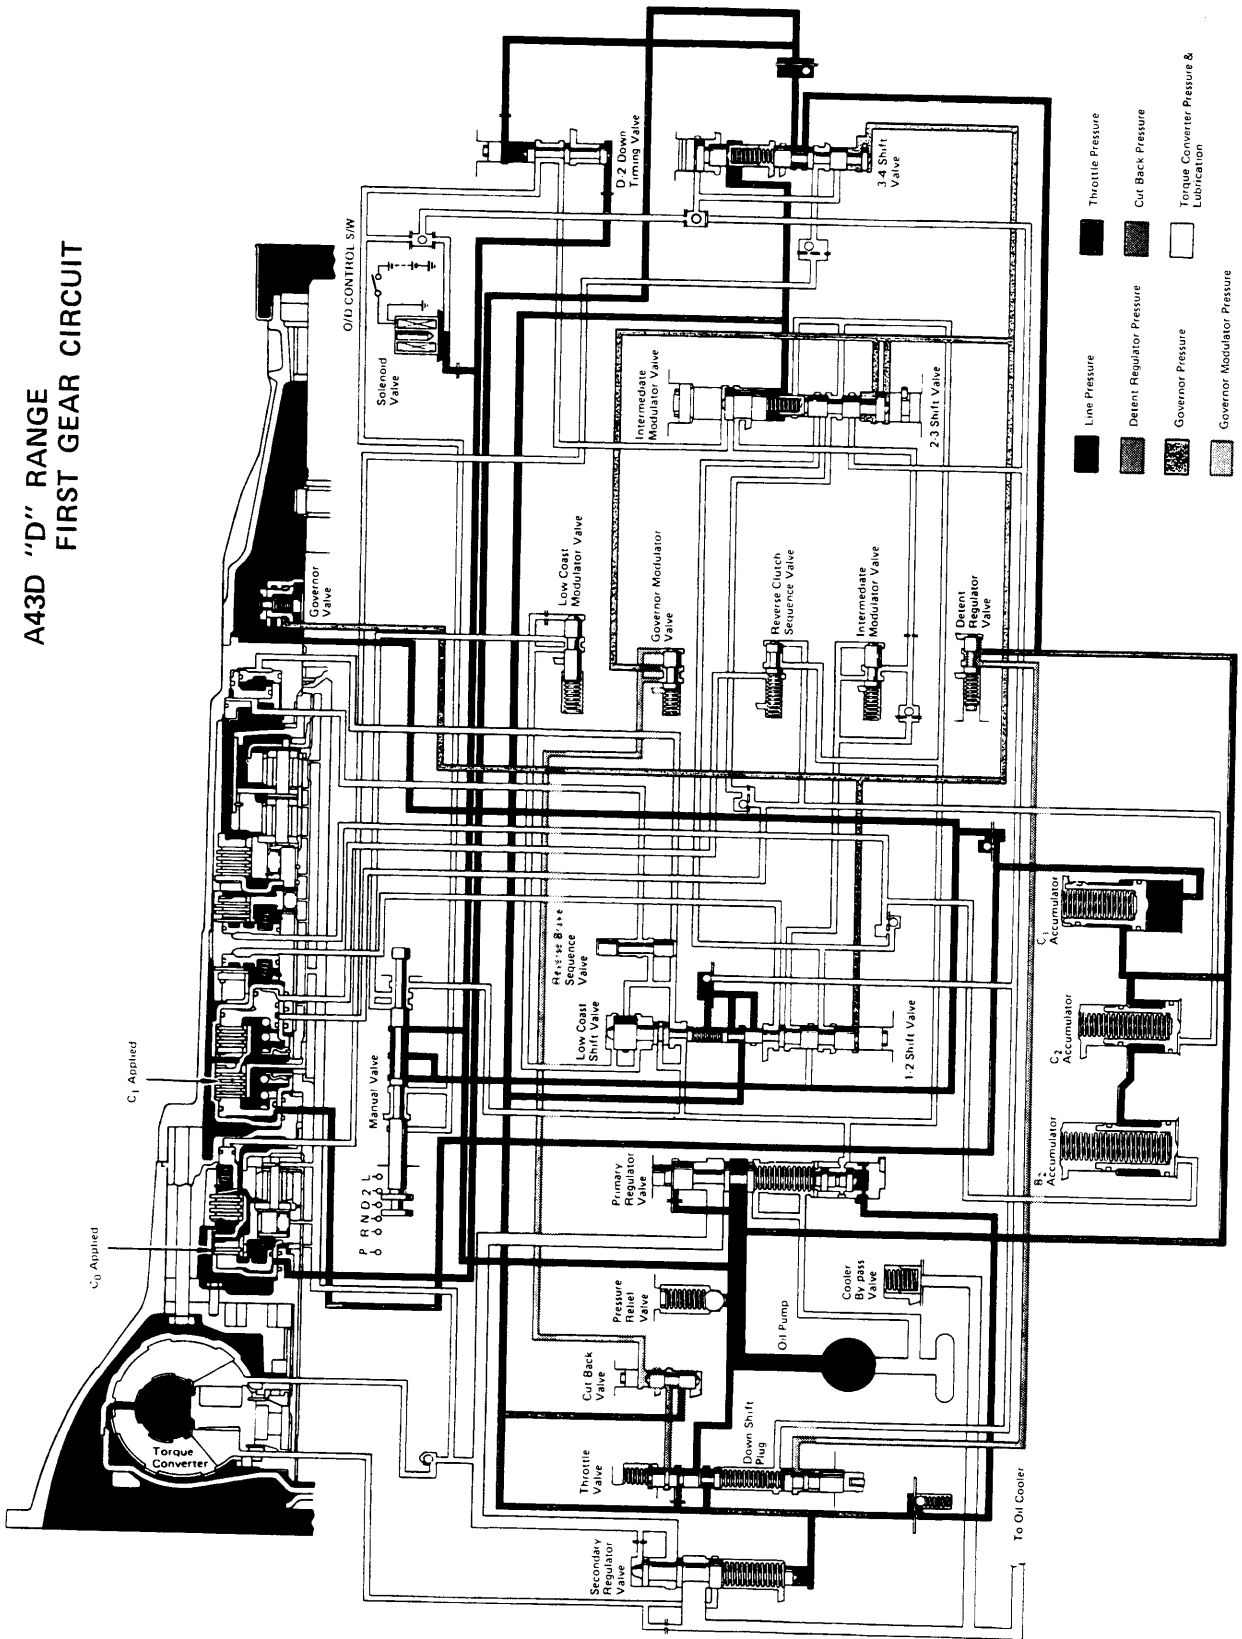 A43D "D" RANGE
FIRST GEAR CIRCUIT
Torque
Converter
C0 Applied
C1 Applied
Governor
Valve
P R N D 2 L
Manual Valve
Solenoid
Valve
O/D CONTROL S/W
D-2 Down
Timing Valve
3-4 Shift
Valve
Secondary
Regulator
Valve
Throttle
Valve
Down Shift
Plug
Cut Back
Valve
Pressure
Relief
Valve
Oil Pump
Primary
Regulator
Valve
Cooler
By pass
Valve
Low Coast
Shift Valve
1-2 Shift Valve
Reverse Brake
Sequence
Valve
Low Coast
Modulator Valve
Governor Modulator
Valve
Reverse Clutch
Sequence Valve
Intermediate
Modulator Valve
Detent
Regulator
Valve
Intermediate
Modulator Valve
2-3 Shift Valve
To Oil Cooler
B2
Accumulator
C2
Accumulator
C1
Accumulator
Line Pressure
Throttle Pressure
Detent Regulator Pressure
Cut Back Pressure
Governor Pressure
Torque Converter Pressure &
Lubrication
Governor Modulator Pressure